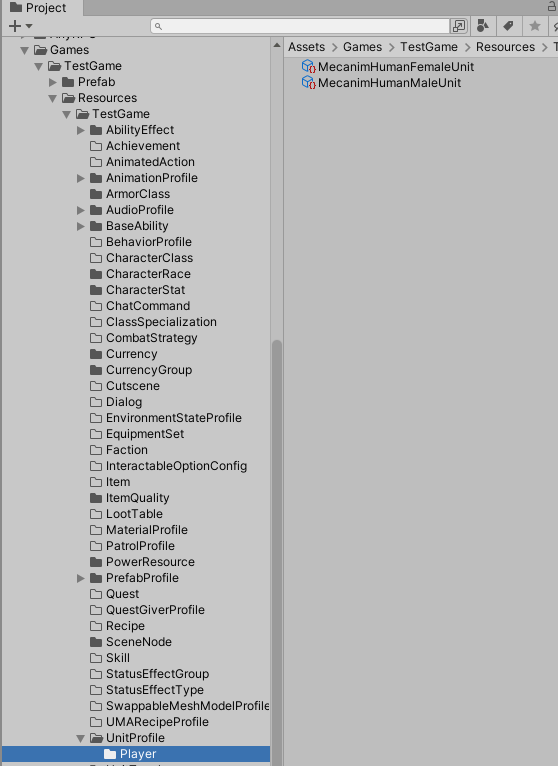 Project
Games
TestGame
Prefab
Resources
TestGame
AbilityEffect
Achievement
AnimatedAction
AnimationProfile
ArmorClass
AudioProfile
BaseAbility
BehaviorProfile
CharacterClass
CharacterRace
CharacterStat
ChatCommand
ClassSpecialization
CombatStrategy
Currency
CurrencyGroup
Cutscene
Dialog
EnvironmentStateProfile
EquipmentSet
Faction
InteractableOptionConfig
Item
ItemQuality
LootTable
MaterialProfile
PatrolProfile
PowerResource
PrefabProfile
Quest
QuestGiverProfile
Recipe
SceneNode
Skill
StatusEffectGroup
StatusEffectType
SwappableMeshModelProfile
UMARecipeProfile
UnitProfile
Player
Assets > Games > TestGame > Resources > T
MecanimHumanFemaleUnit
MecanimHumanMaleUnit